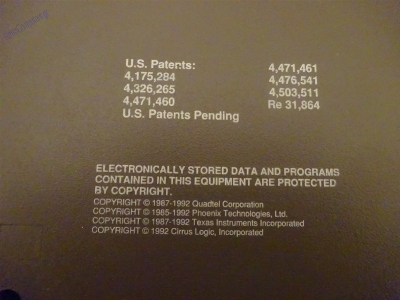 U.S. Patents:
4,175,284
4,326,265
4,471,460
U.S. Patents Pending
4,471,461
4,476,541
4,503,511
Re 31,864
ELECTRONICALLY STORED DATA AND PROGRAMS
CONTAINED IN THIS EQUIPMENT ARE PROTECTED
BY COPYRIGHT.
COPYRIGHT © 1987-1992 Quadtel Corporation
COPYRIGHT © 1985-1992 Phoenix Technologies, Ltd.
COPYRIGHT © 1987-1992 Texas Instruments Incorporated
COPYRIGHT © 1992 Cirrus Logic, Incorporated